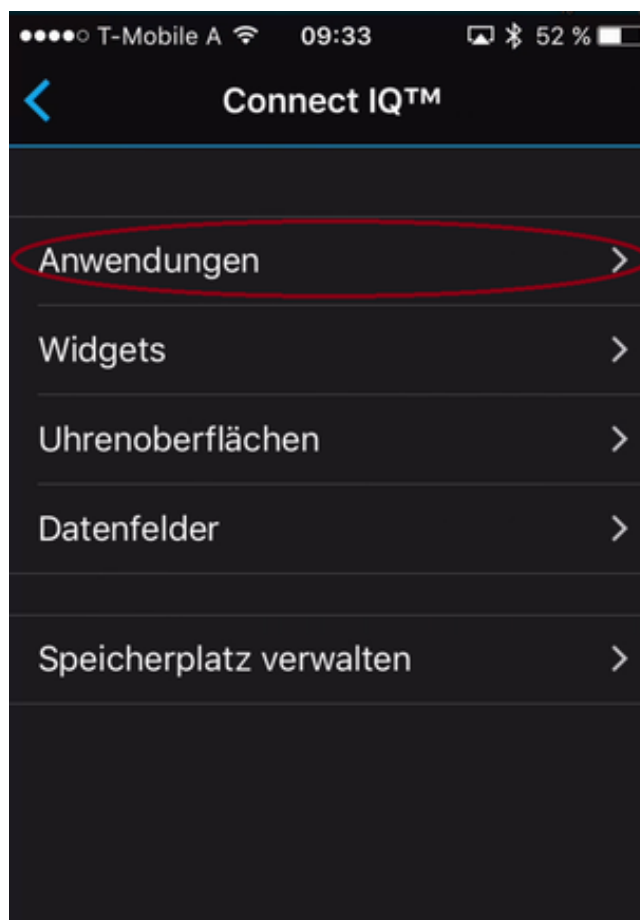 T-Mobile A 09:33 52 %
Connect IQ™
Anwendungen
Widgets
Uhrenoberflächen
Datenfelder
Speicherplatz verwalten